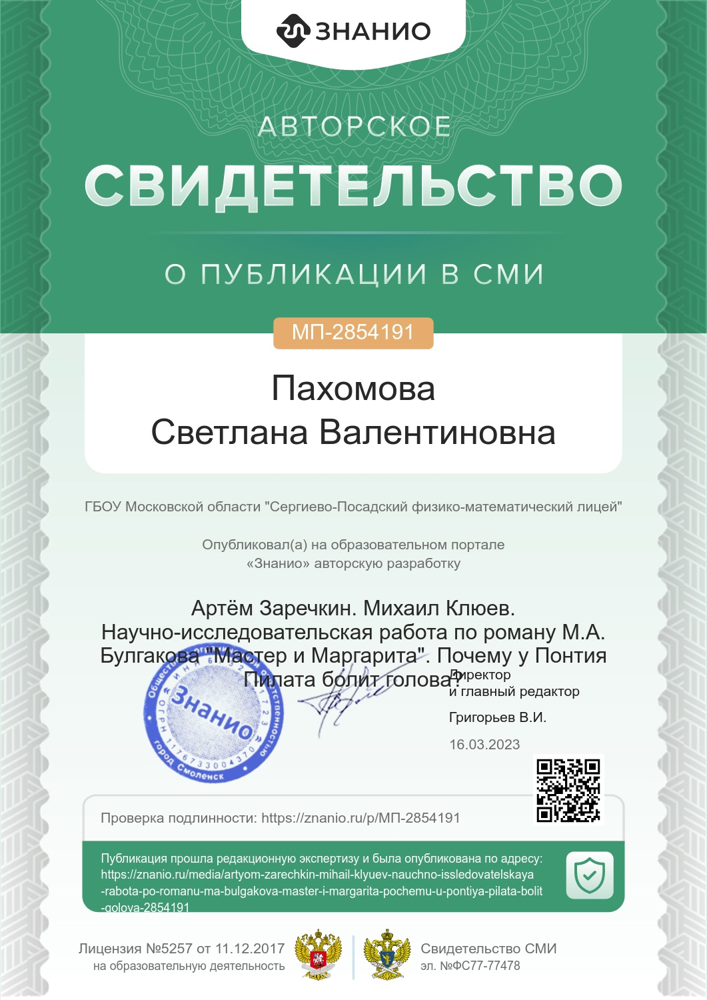 ЗНАНИО
АВТОРСКОЕ
СВИДЕТЕЛЬСТВО
О ПУБЛИКАЦИИ В СМИ
МП-2854191
Пахомова
Светлана Валентиновна
ГБОУ Московской области "Сергиево-Посадский физико-математический лицей"
Опубликовал(а) на образовательном портале
«Знанио» авторскую разработку
Артём Заречкин. Михаил Клюев.
Научно-исследовательская работа по роману М.А.
Булгакова "Мастер и Маргарита". Почему у Понтия
Пилата болит голова?
Директор
и главный редактор
Григорьев В.И.
16.03.2023
«Знанио»
ОГРН 1176733004370
город Смоленск
Проверка подлинности: https://znanio.ru/p/МП-2854191
Публикация прошла редакционную экспертизу и была опубликована по адресу:
https://znanio.ru/media/artyom-zarechkin-mihail-klyuev-nauchno-issledovatelskaya
-rabota-po-romanu-ma-bulgakova-master-i-margarita-pochemu-u-pontiya-pilata-bolit
-golova-2854191
Лицензия №5257 от 11.12.2017
на образовательную деятельность
Свидетельство СМИ
эл. №ФС77-77478